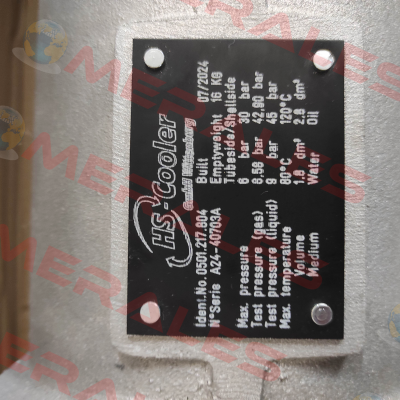 HS-Cooler
GmbH Wittenburg
Ident.No. 0501.217.804 Built 07/2024
N°Serie A24-40703A Emptyweight 16 KG
Tubeside/Shellside
Max. pressure 6 bar 30 bar
Test pressure (gas) 8.58 bar 42.90 bar
Test pressure (liquid) 9 bar 45 bar
Max. temperature 80°C 120°C
Volume 1.8 dm³ 2.8 dm³
Medium Water Oil
MERALES